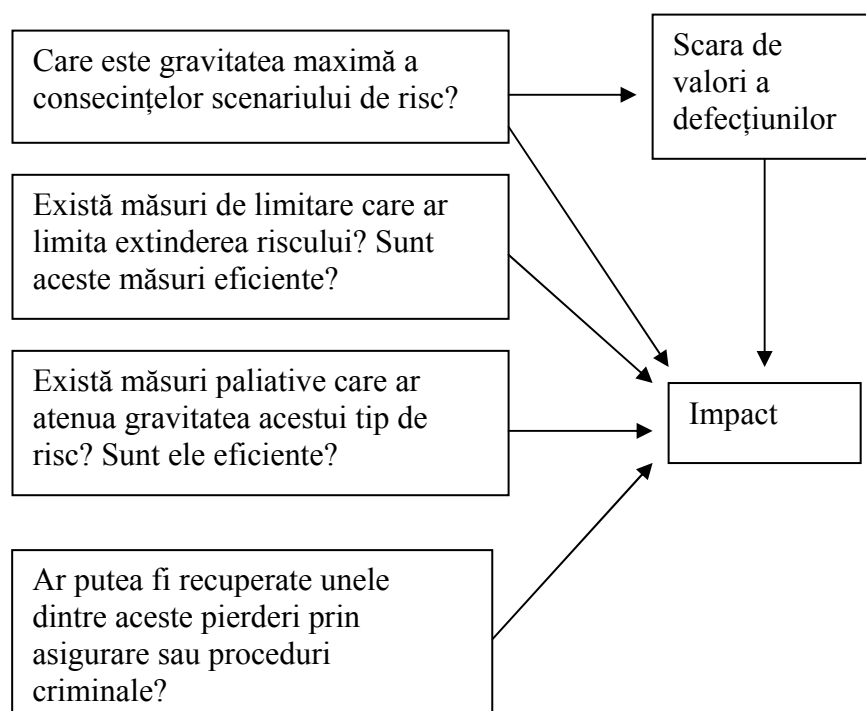 Care este gravitatea maximă a
consecințelor scenariului de risc?
Scara de
valori a
defecțiunilor
Există măsuri de limitare care ar
limita extinderea riscului? Sunt
aceste măsuri eficiente?
Există măsuri paliative care ar
atenua gravitatea acestui tip de
risc? Sunt ele eficiente?
Impact
Ar putea fi recuperate unele
dintre aceste pierderi prin
asigurare sau proceduri
criminale?